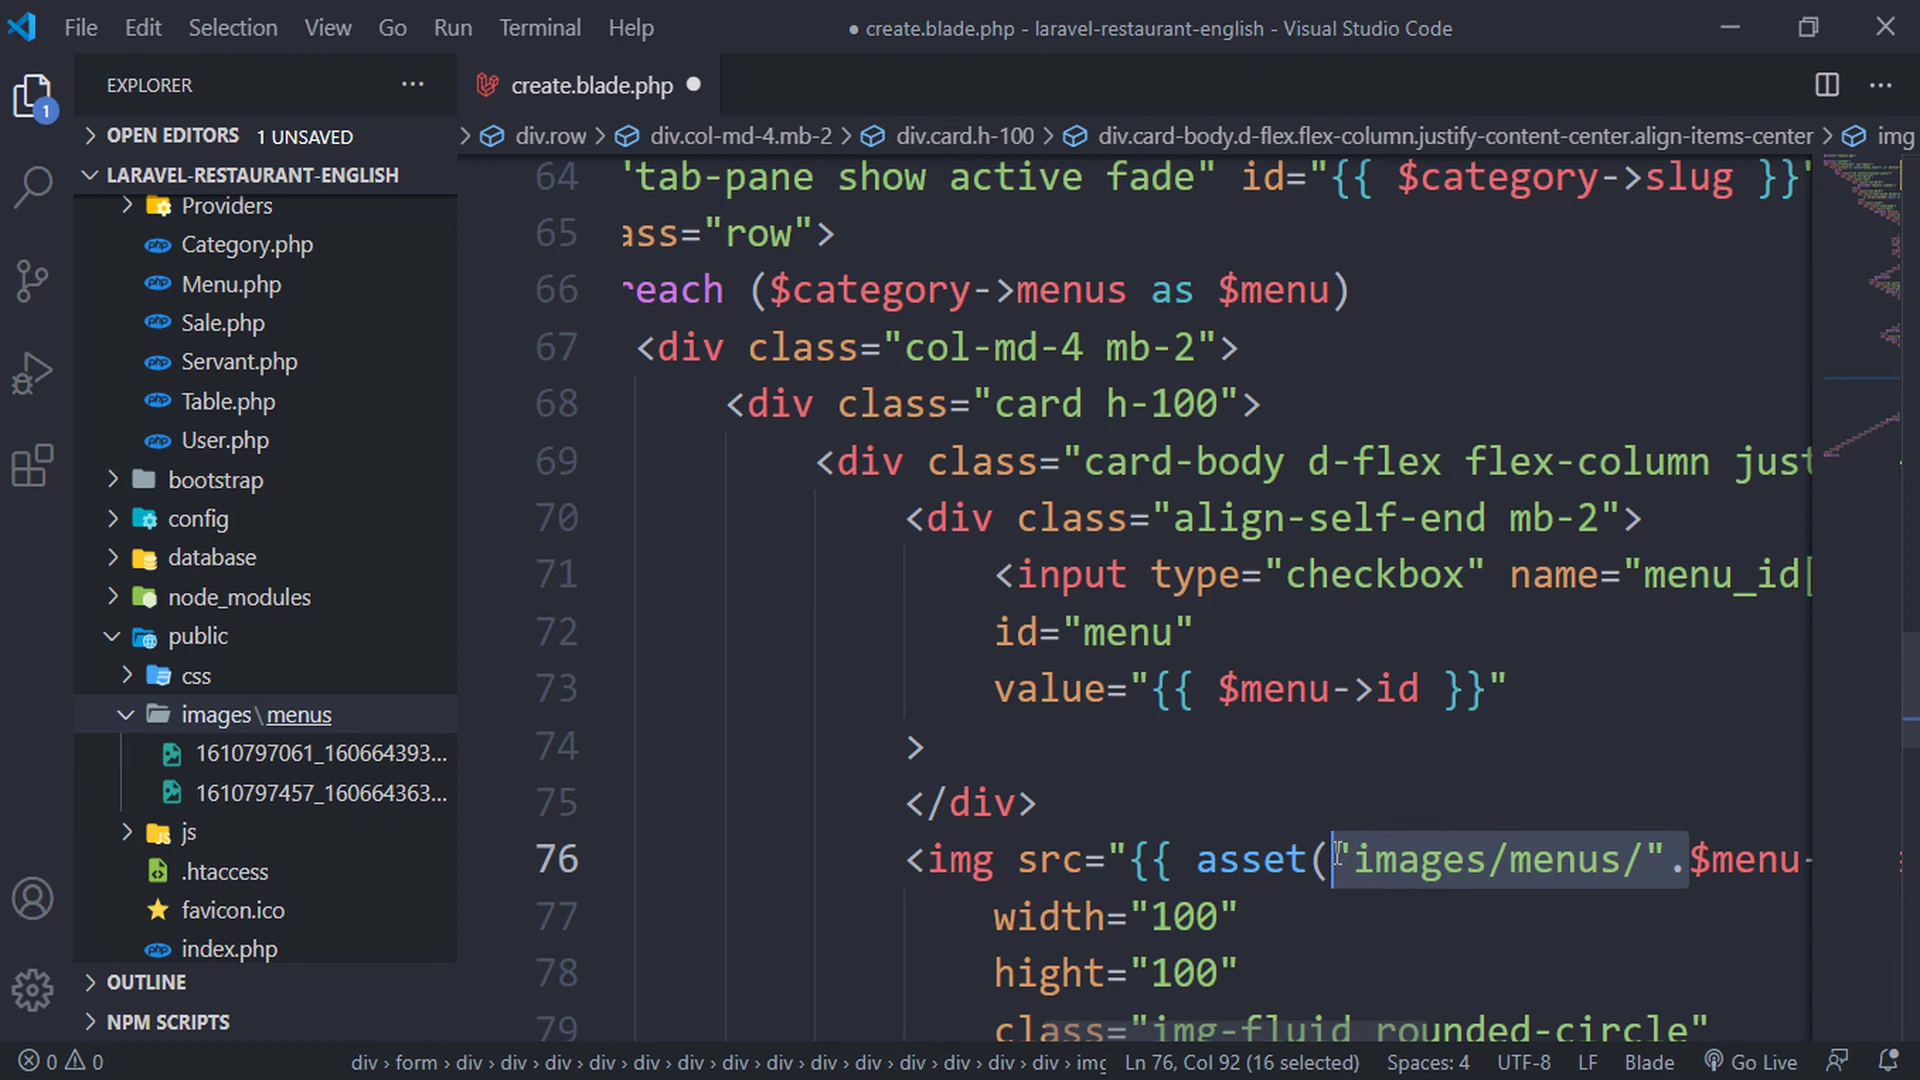 File Edit Selection View Go Run Terminal Help
● create.blade.php - laravel-restaurant-english - Visual Studio Code
EXPLORER ···
create.blade.php
1
OPEN EDITORS 1 UNSAVED
div.row > div.col-md-4.mb-2 > div.card.h-100 > div.card-body.d-flex.flex-column.justify-content-center.align-items-center > img
LARAVEL-RESTAURANT-ENGLISH
Providers
Category.php
Menu.php
Sale.php
Servant.php
Table.php
User.php
bootstrap
config
database
node_modules
public
css
images\menus
1610797061_160664393...
1610797457_160664363...
js
.htaccess
favicon.ico
index.php
OUTLINE
NPM SCRIPTS
64 "tab-pane show active fade" id="{{ $category->slug }}"
65 ass="row">
66 reach ($category->menus as $menu)
67 <div class="col-md-4 mb-2">
68 <div class="card h-100">
69 <div class="card-body d-flex flex-column just
70 <div class="align-self-end mb-2">
71 <input type="checkbox" name="menu_id[
72 id="menu"
73 value="{{ $menu->id }}"
74 >
75 </div>
76 <img src="{{ asset("images/menus/".$menu-
77 width="100"
78 hight="100"
79 class="img-fluid rounded-circle"
0 0 div › form › div › div › div › div › div › div › div › div › div › div › div › div › div › img Ln 76, Col 92 (16 selected) Spaces: 4 UTF-8 LF Blade Go Live